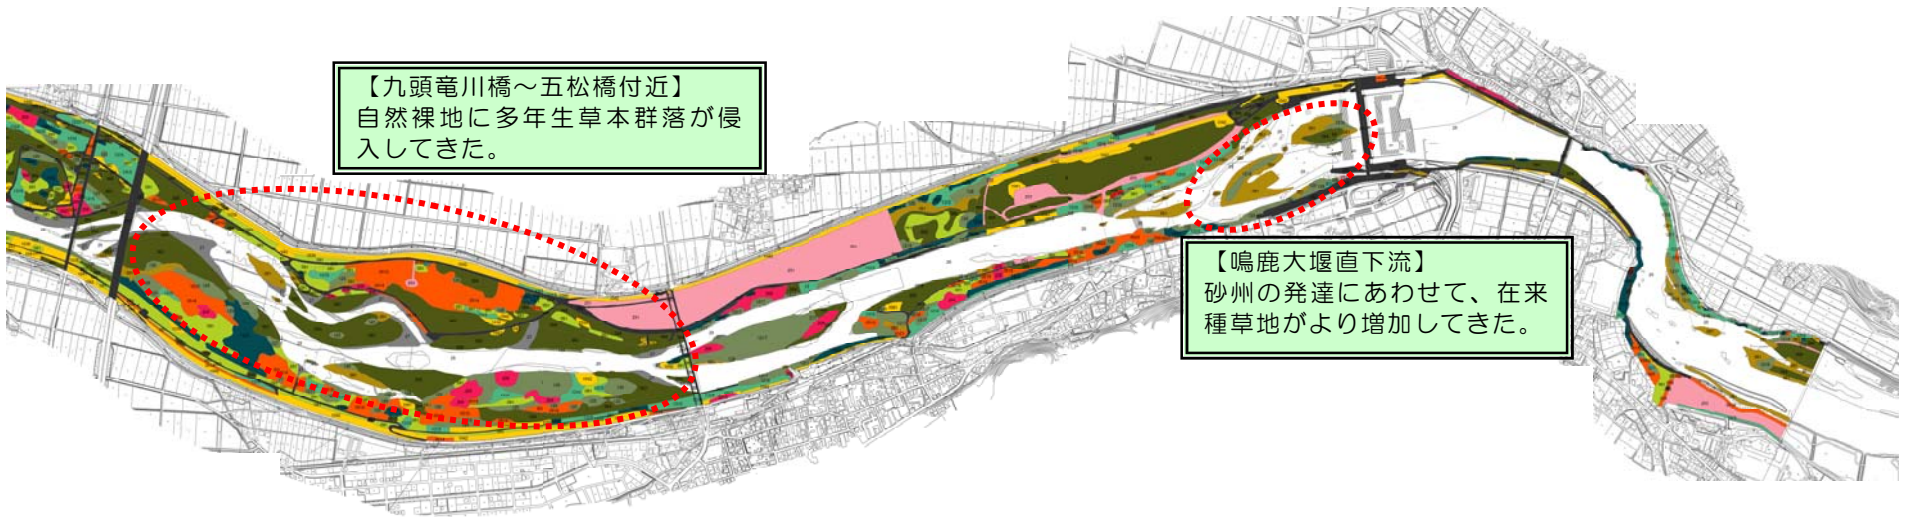 【九頭竜川橋～五松橋付近】
自然裸地に多年生草本群落が侵
入してきた。
【鳴鹿大堰直下流】
砂州の発達にあわせて、在来
種草地がより増加してきた。